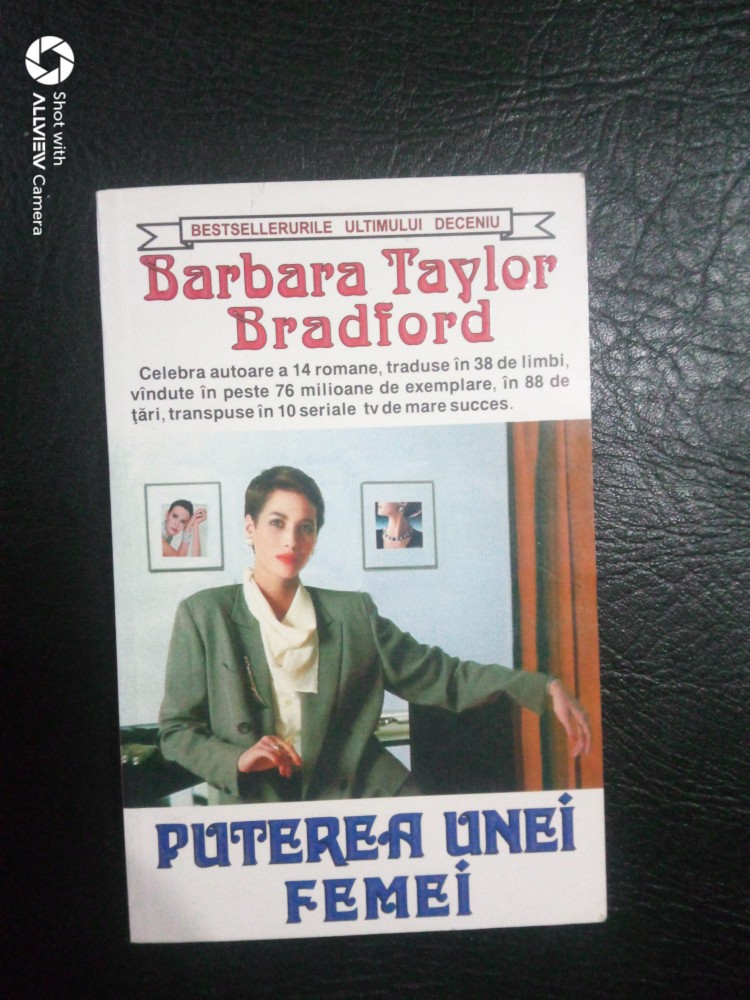 Shot with
ALLVIEW Camera
BESTSELLERURILE ULTIMULUI DECENIU
Barbara Taylor
Bradford
Celebra autoare a 14 romane, traduse în 38 de limbi,
vîndute în peste 76 milioane de exemplare, în 88 de
ţări, transpuse în 10 seriale tv de mare succes.
PUTEREA UNEi
FEMEi